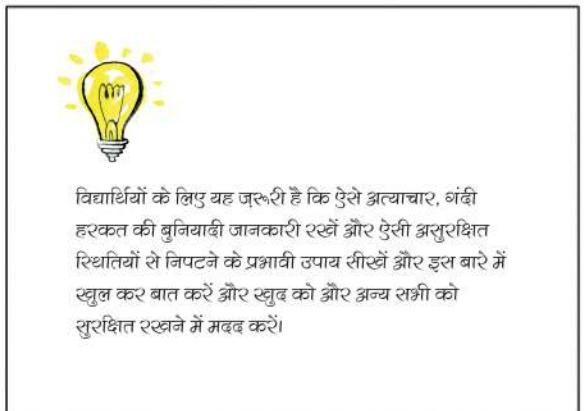 विद्यार्थियों के लिए यह ज़रूरी है कि ऐसे अत्याचार, गंदी
हरकत की बुनियादी जानकारी रखें और ऐसी असुरक्षित
स्थितियों से निपटने के प्रभावी उपाय सीखें और इस बारे में
खुल कर बात करें और खुद को और अन्य सभी को
सुरक्षित रखने में मदद करें।